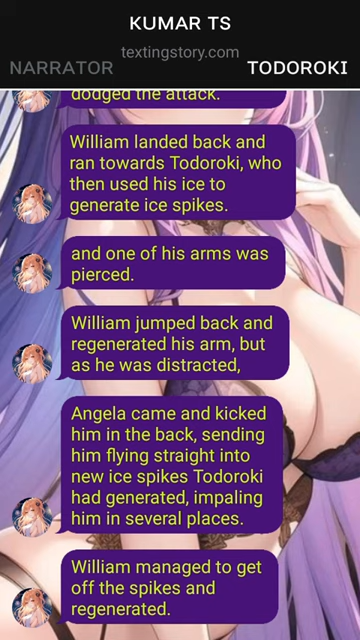 KUMAR TS
textingstory.com
NARRATOR TODOROKI
dodged the attack.
William landed back and
ran towards Todoroki, who
then used his ice to
generate ice spikes.
and one of his arms was
pierced.
William jumped back and
regenerated his arm, but
as he was distracted,
Angela came and kicked
him in the back, sending
him flying straight into
new ice spikes Todoroki
had generated, impaling
him in several places.
William managed to get
off the spikes and
regenerated.